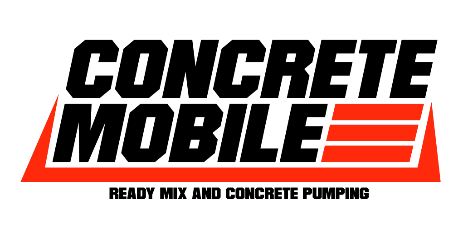 CONCRETE
MOBILE
READY MIX AND CONCRETE PUMPING